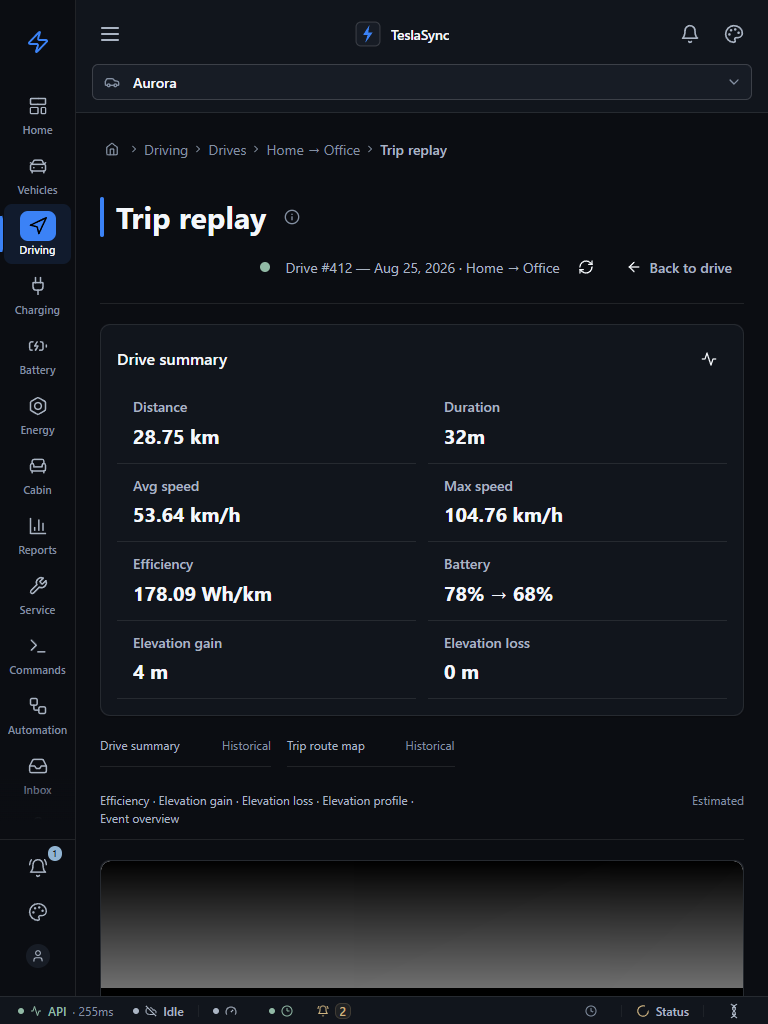 TeslaSync
Aurora
Home
Vehicles
Driving
Charging
Battery
Energy
Cabin
Reports
Service
Commands
Automation
Inbox
1
Driving > Drives > Home → Office > Trip replay
Trip replay
Drive #412 — Aug 25, 2026 · Home → Office
Back to drive
Drive summary
Distance
28.75 km
Duration
32m
Avg speed
53.64 km/h
Max speed
104.76 km/h
Efficiency
178.09 Wh/km
Battery
78% → 68%
Elevation gain
4 m
Elevation loss
0 m
Drive summary Historical
Trip route map Historical
Efficiency · Elevation gain · Elevation loss · Elevation profile ·
Event overview
Estimated
API · 255ms
Idle
2
Status